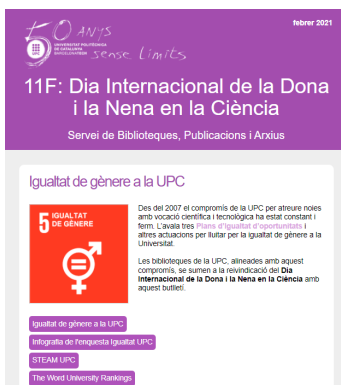 febrer 2021
50 ANYS
UNIVERSITAT POLITÈCNICA
DE CATALUNYA
BARCELONATECH
UPC
sense límits
11F: Dia Internacional de la Dona
i la Nena en la Ciència
Servei de Biblioteques, Publicacions i Arxius
Igualtat de gènere a la UPC
5 IGUALTAT
DE GÈNERE
Des del 2007 el compromís de la UPC per atreure noies
amb vocació científica i tecnològica ha estat constant i
ferm. L'avala tres Plans d'igualtat d'oportunitats i
altres actuacions per lluitar per la igualtat de gènere a la
Universitat.
Les biblioteques de la UPC, alineades amb aquest
compromís, se sumen a la reivindicació del Dia
Internacional de la Dona i la Nena en la Ciència amb
aquest butlletí.
Igualtat de gènere a la UPC
Infografia de l'enquesta Igualtat UPC
STEAM UPC
The Word University Rankings